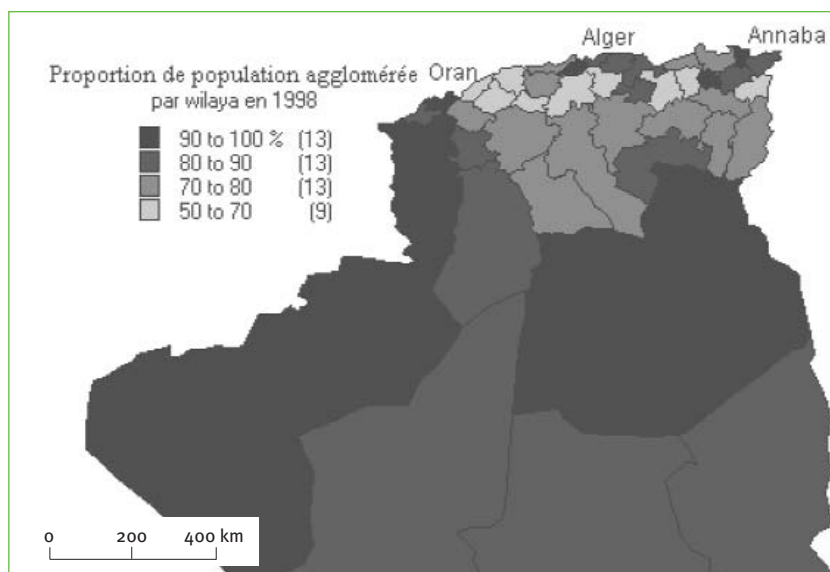 Alger
Annaba
Oran
Proportion de population agglomérée
par wilaya en 1998
90 to 100 % (13)
80 to 90 (13)
70 to 80 (13)
50 to 70 (9)
0 200 400 km